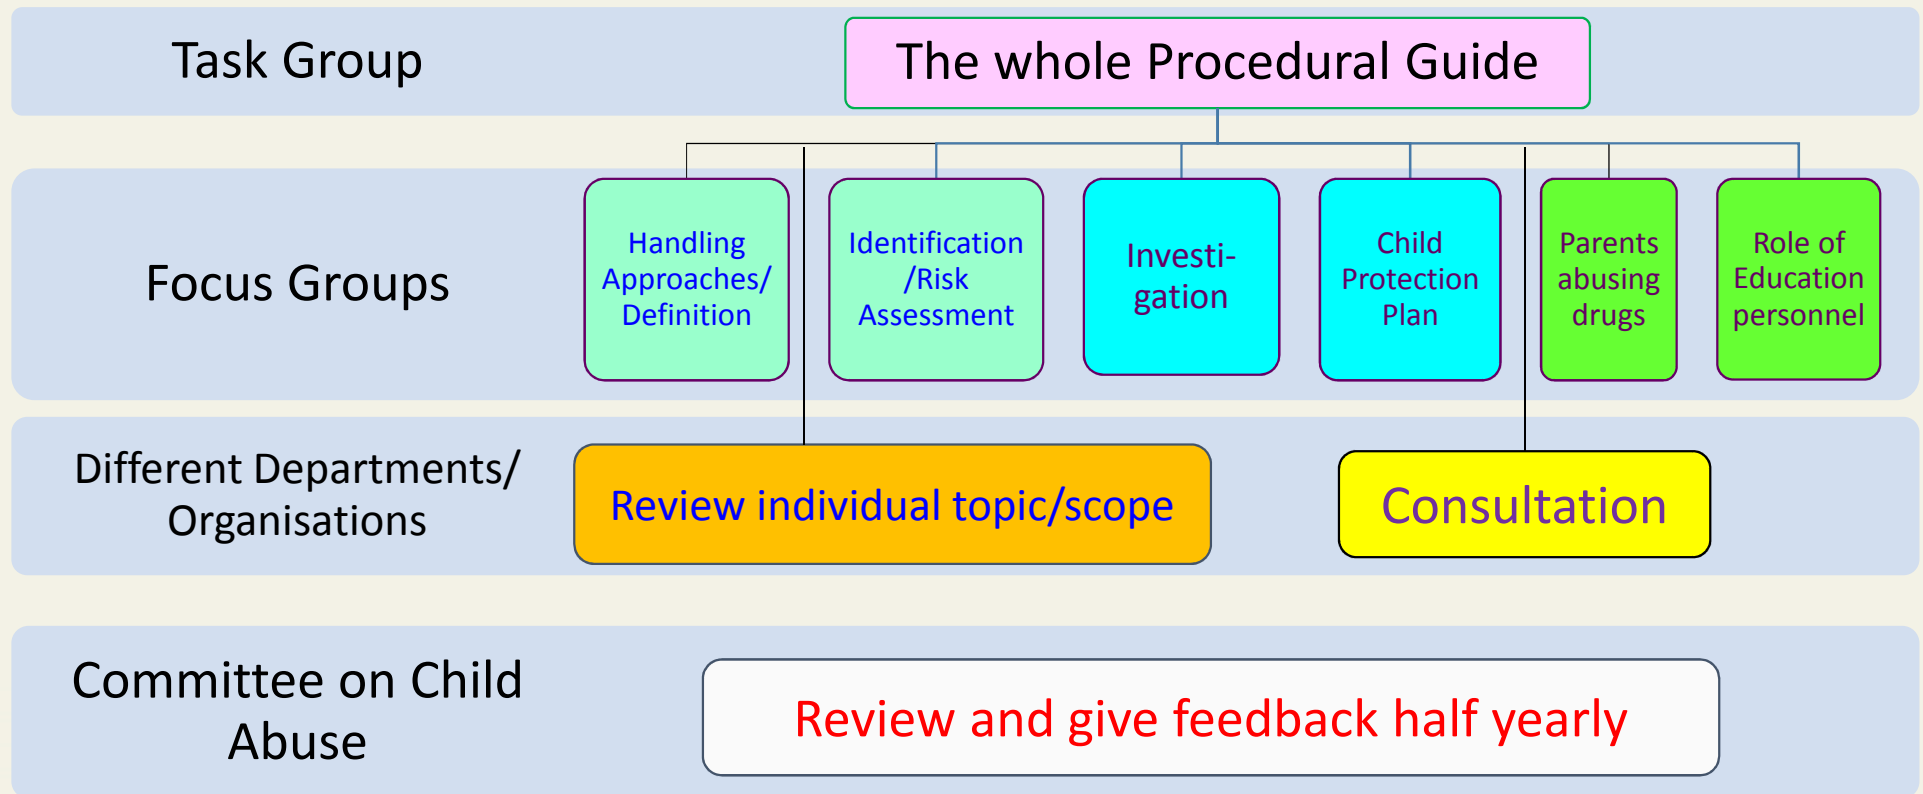 Task Group
The whole Procedural Guide
Focus Groups
Handling
Approaches/
Definition
Identification
/Risk
Assessment
Investi-
gation
Child
Protection
Plan
Parents
abusing
drugs
Role of
Education
personnel
Different Departments/
Organisations
Review individual topic/scope
Consultation
Committee on Child
Abuse
Review and give feedback half yearly